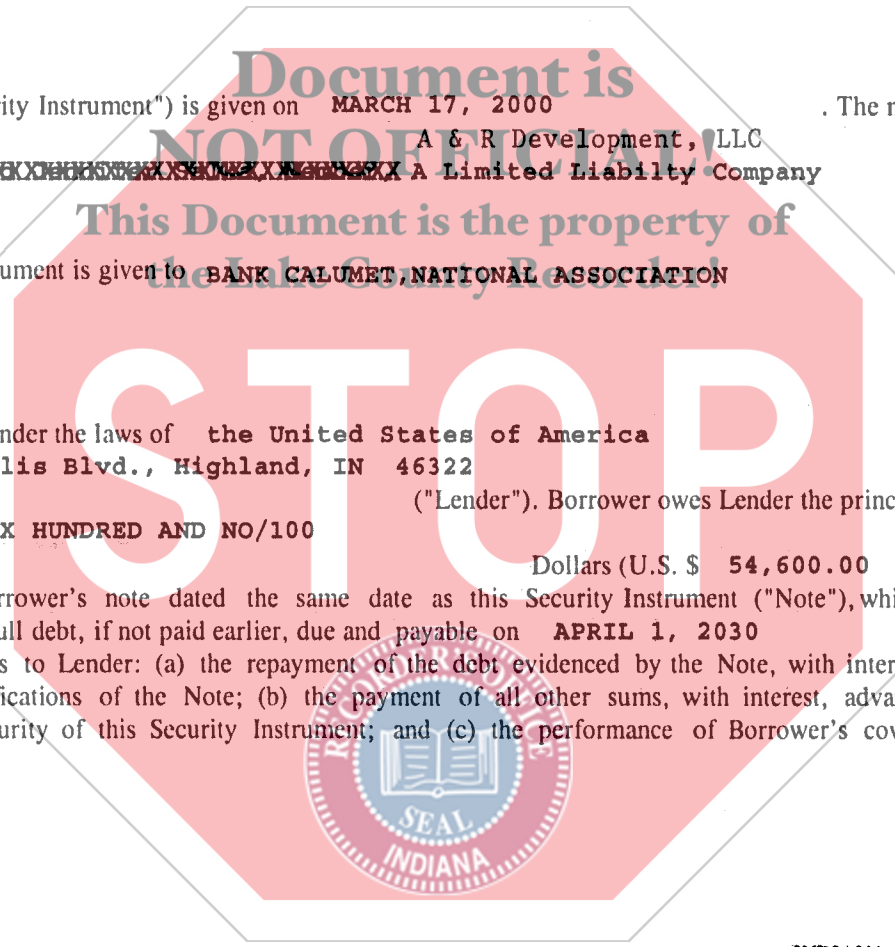 Document is
rity Instrument") is given on MARCH 17, 2000 . The
NOT OFFICIAL!
A & R Development, LLC
A Limited Liabilty Company
This Document is the property of
ument is given to BANK CALUMET, NATIONAL ASSOCIATION
the Lake County Recorder!
STOP
nder the laws of the United States of America
lis Blvd., Highland, IN 46322
("Lender"). Borrower owes Lender the princ
X HUNDRED AND NO/100
Dollars (U.S. $ 54,600.00
rrower's note dated the same date as this Security Instrument ("Note"), whi
ull debt, if not paid earlier, due and payable on APRIL 1, 2030
s to Lender: (a) the repayment of the debt evidenced by the Note, with inter
ications of the Note; (b) the payment of all other sums, with interest, adva
urity of this Security Instrument; and (c) the performance of Borrower's cov
RECORDER'S OFFICE
SEAL
INDIANA